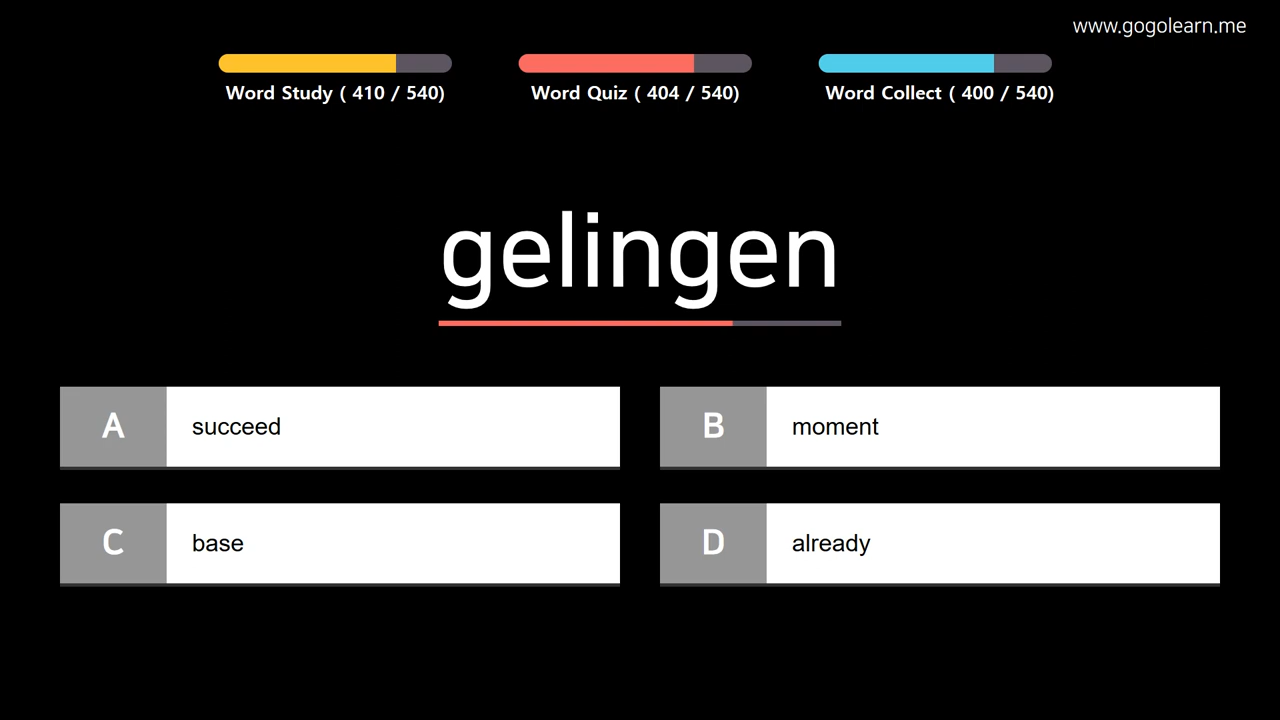 www.gogolearn.me
Word Study ( 410 / 540)
Word Quiz ( 404 / 540)
Word Collect ( 400 / 540)
gelingen
A succeed
B moment
C base
D already